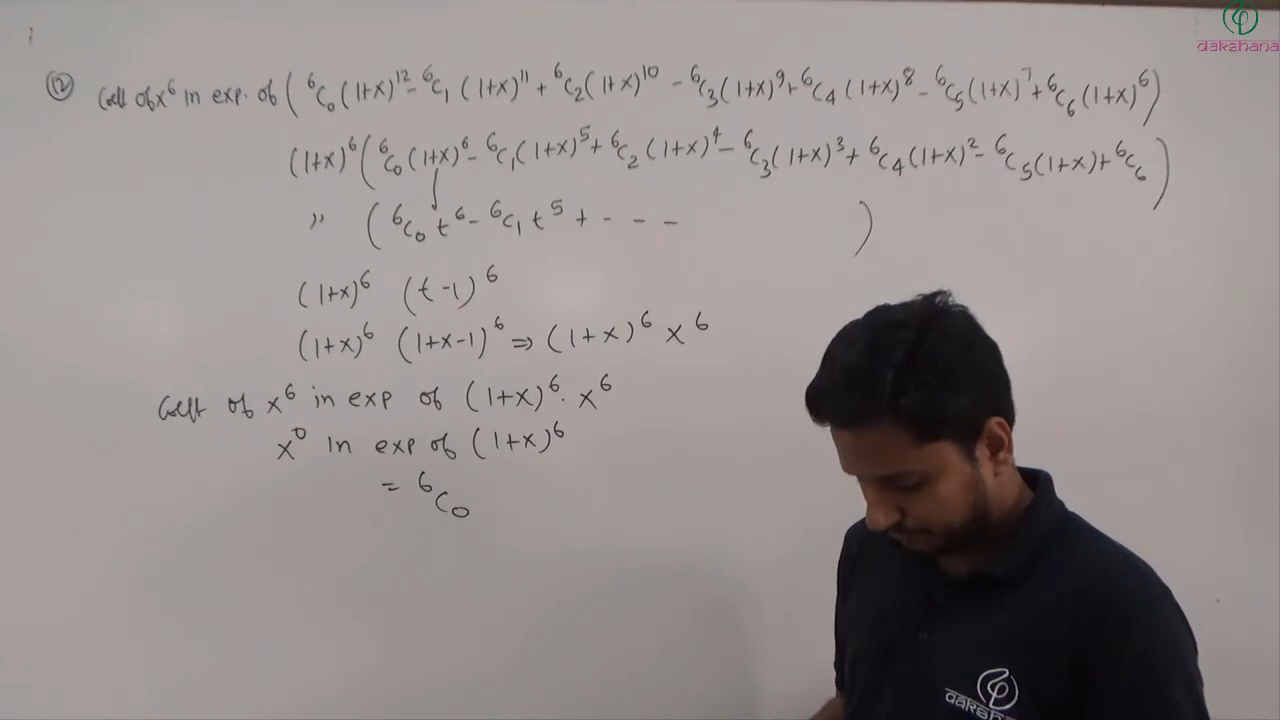 dakshana
(12) Coeff of x⁶ in exp. of ( ⁶C₀(1+x)¹² - ⁶C₁(1+x)¹¹ + ⁶C₂(1+x)¹⁰ - ⁶C₃(1+x)⁹ + ⁶C₄(1+x)⁸ - ⁶C₅(1+x)⁷ + ⁶C₆(1+x)⁶ )
(1+x)⁶ ( ⁶C₀(1+x)⁶ - ⁶C₁(1+x)⁵ + ⁶C₂(1+x)⁴ - ⁶C₃(1+x)³ + ⁶C₄(1+x)² - ⁶C₅(1+x) + ⁶C₆ )
" ( ⁶C₀ t⁶ - ⁶C₁ t⁵ + - - - )
(1+x)⁶ (t-1)⁶
(1+x)⁶ (1+x-1)⁶ ⇒ (1+x)⁶ x⁶
Coeff of x⁶ in exp of (1+x)⁶. x⁶
x⁰ in exp of (1+x)⁶
= ⁶C₀